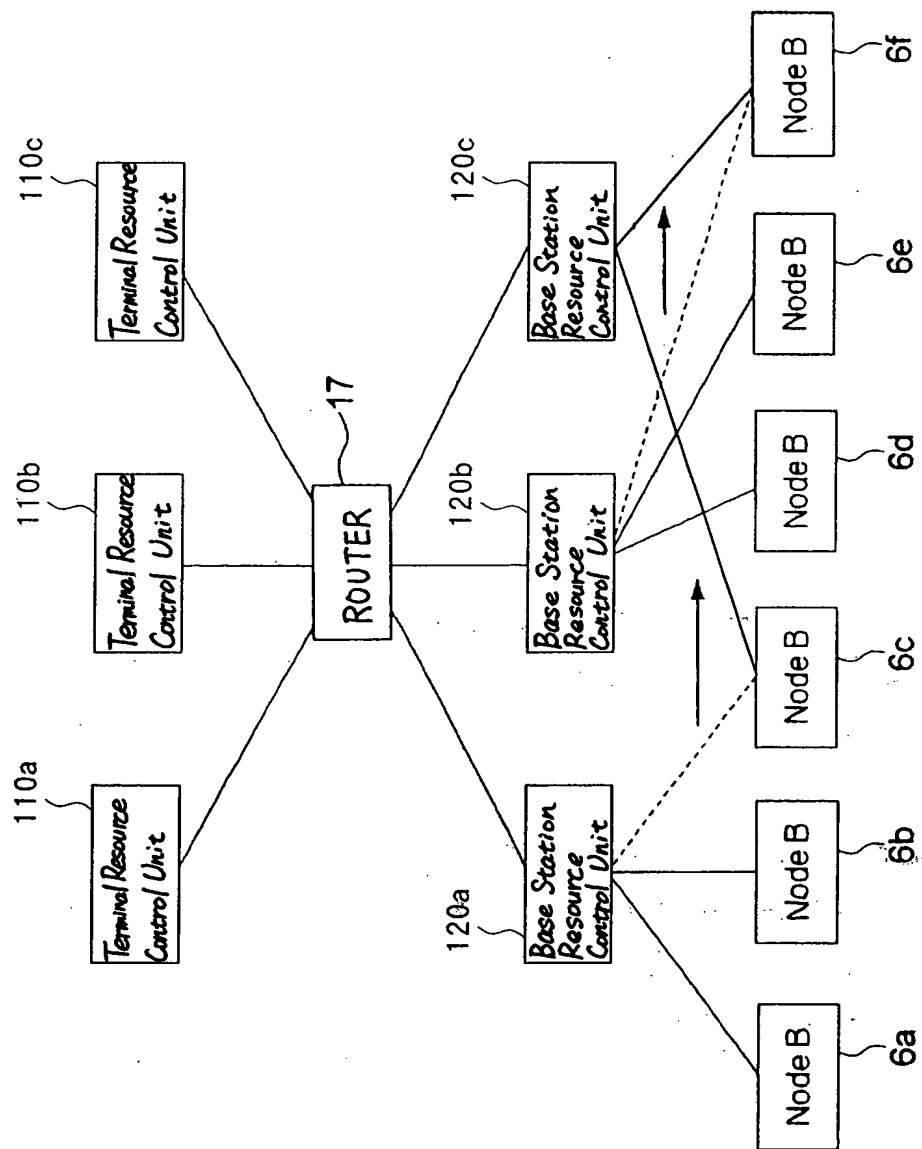 110a
110b
110c
Terminal Resource
Control Unit
Terminal Resource
Control Unit
Terminal Resource
Control Unit
17
ROUTER
120a
120b
120c
Base Station
Resource
Control Unit
Base Station
Resource
Control Unit
Base Station
Resource
Control Unit
Node B
Node B
Node B
Node B
Node B
Node B
6a
6b
6c
6d
6e
6f